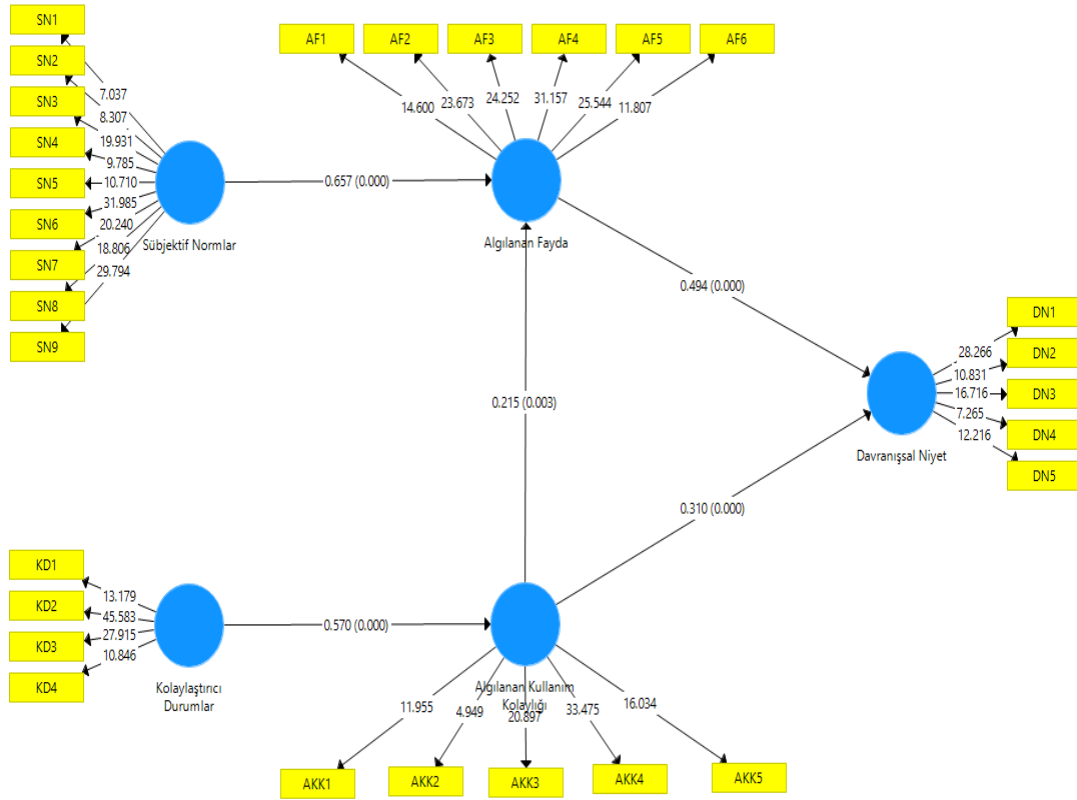 SN1
SN2
SN3
SN4
SN5
SN6
SN7
SN8
SN9
7.037
8.307
19.931
9.785
10.710
31.985
20.240
18.806
29.794
Sübjektif Normlar
0.657 (0.000)
AF1
AF2
AF3
AF4
AF5
AF6
14.600
23.673
24.252
31.157
25.544
11.807
Algılanan Fayda
0.494 (0.000)
0.215 (0.003)
0.310 (0.000)
Davranışsal Niyet
28.266
10.831
16.716
7.265
12.216
DN1
DN2
DN3
DN4
DN5
KD1
KD2
KD3
KD4
13.179
45.583
27.915
10.846
Kolaylaştırıcı
Durumlar
0.570 (0.000)
Algılanan Kullanım
Kolaylığı
11.955
4.949
20.897
33.475
16.034
AKK1
AKK2
AKK3
AKK4
AKK5